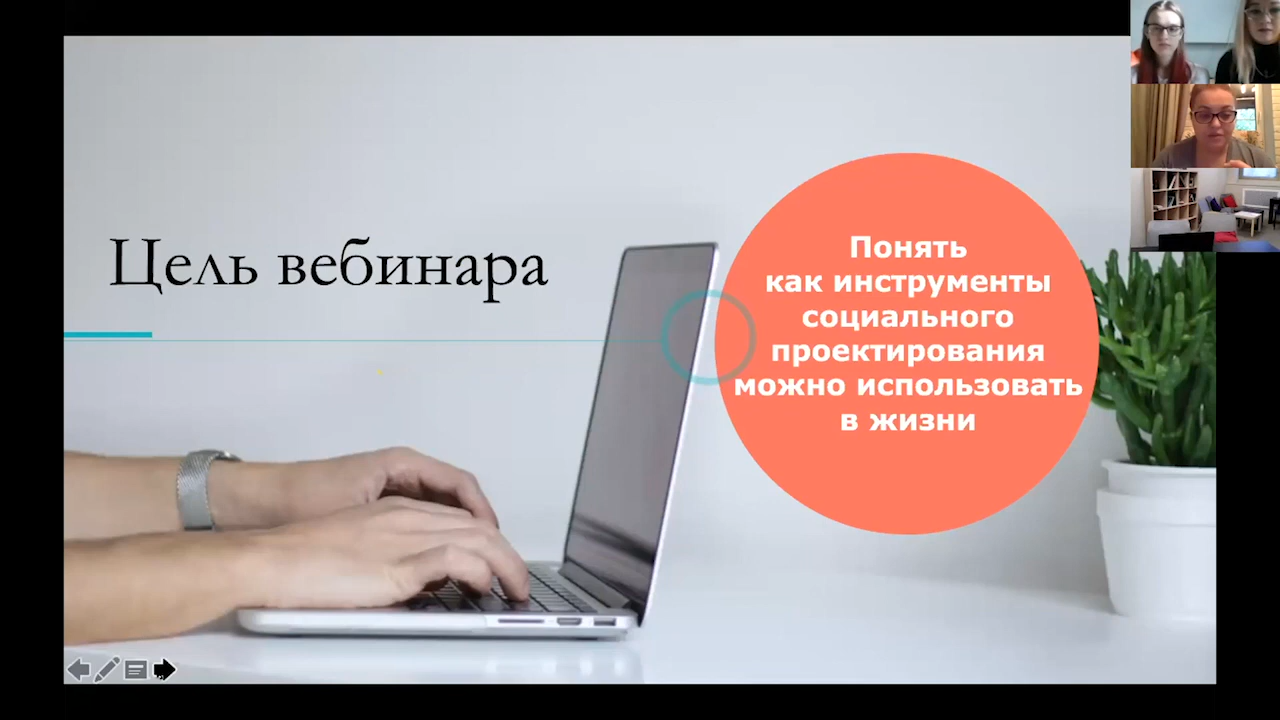 Цель вебинара
Понять
как инструменты
социального
проектирования
можно использовать
в жизни